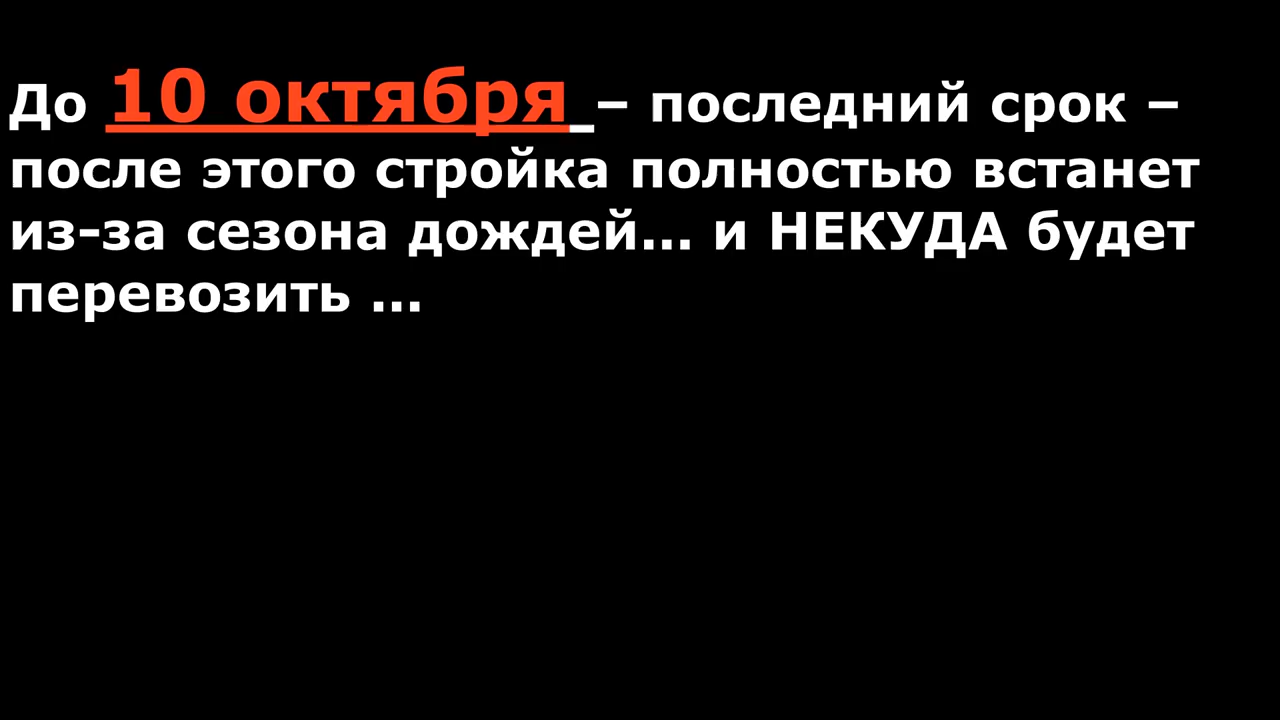 До 10 октября – последний срок –
после этого стройка полностью встанет
из-за сезона дождей... и НЕКУДА будет
перевозить ...